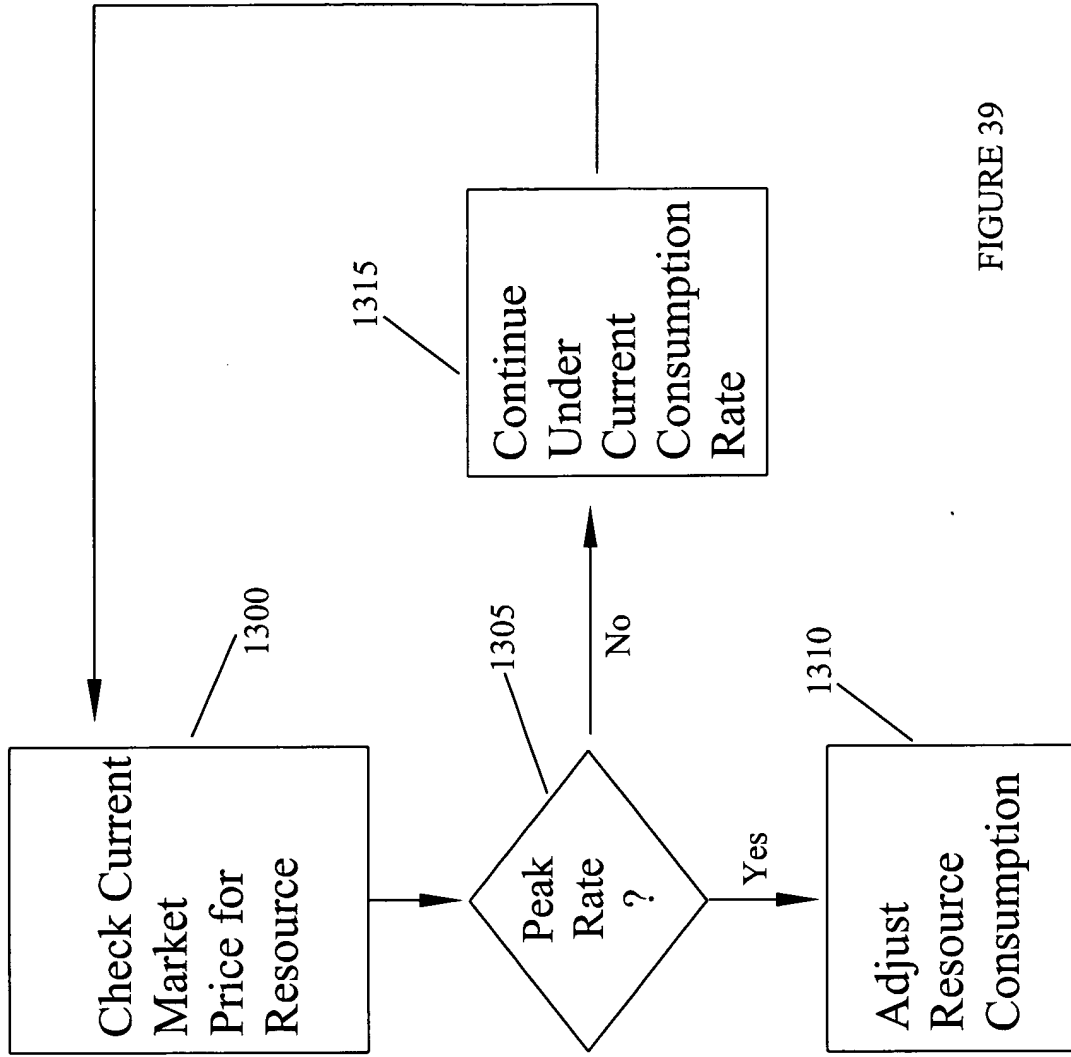 Check Current
Market
Price for
Resource
1300
Peak
Rate
?
1305
No
Continue
Under
Current
Consumption
Rate
1315
Yes
Adjust
Resource
Consumption
1310
FIGURE 39